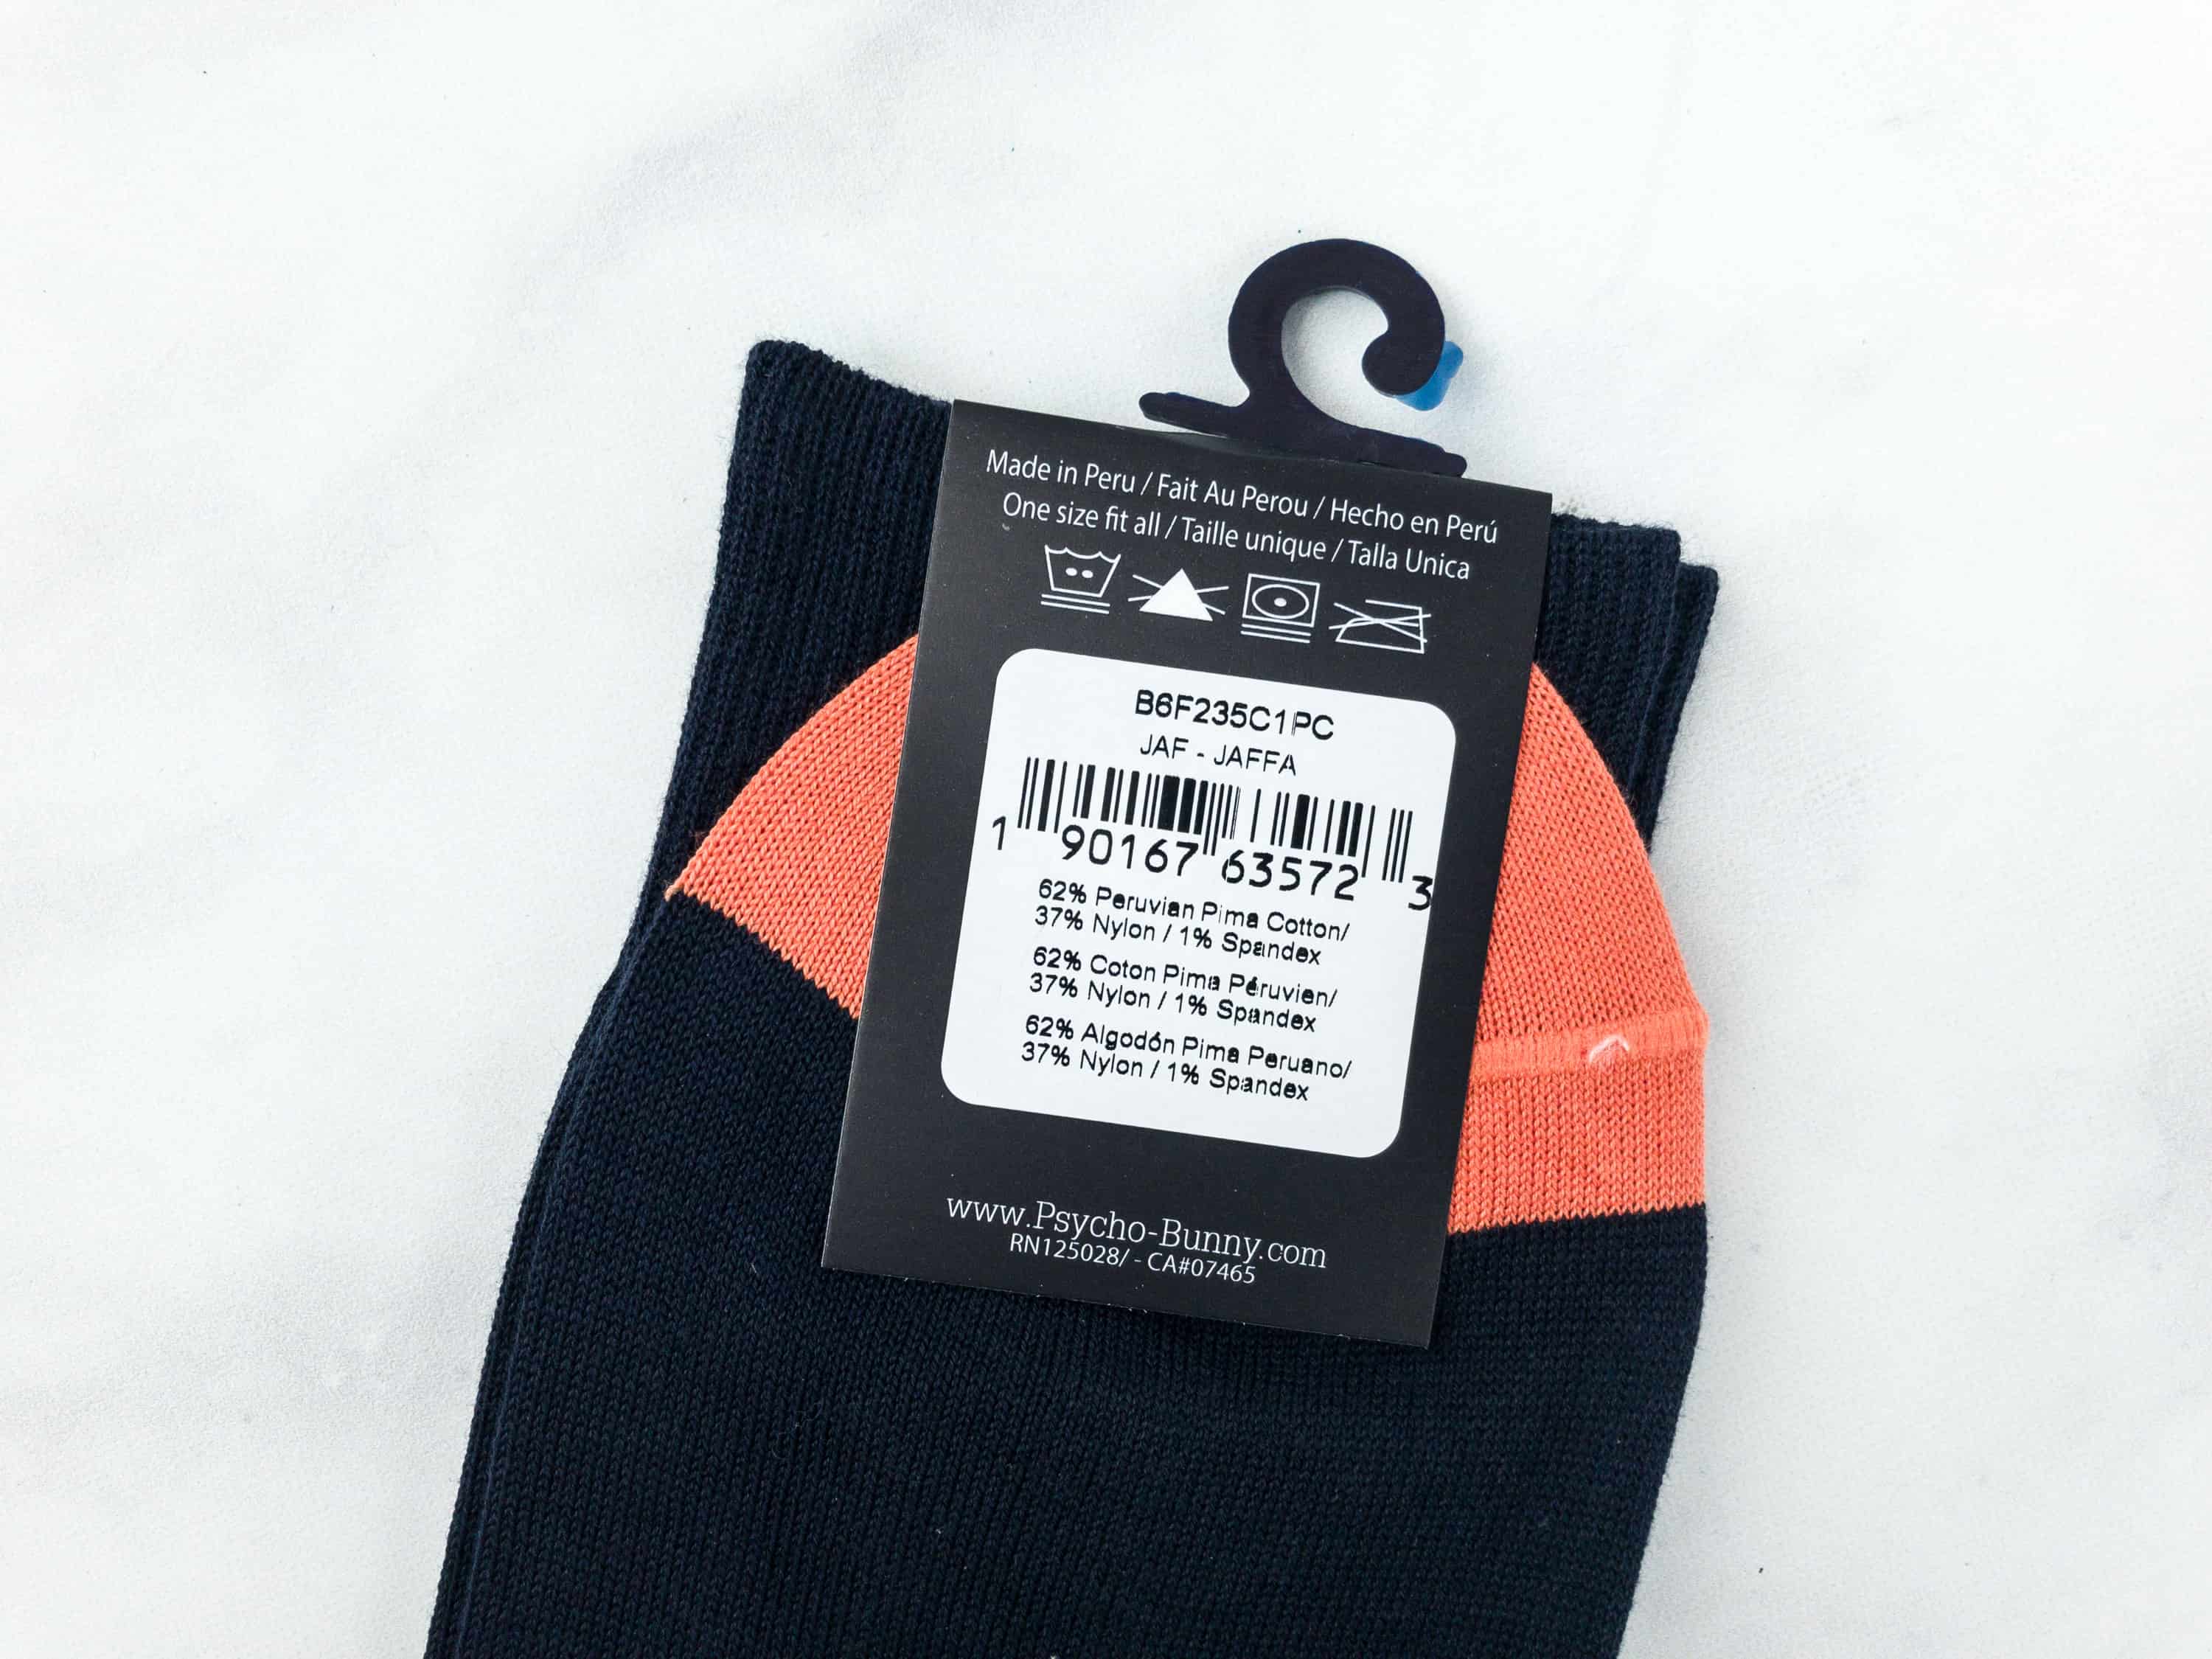 Made in Peru / Fait Au Perou / Hecho en Perú
One size fit all / Taille unique / Talla Unica
B6F235C1PC
JAF - JAFFA
1 90167 63572 3
62% Peruvian Pima Cotton/
37% Nylon / 1% Spandex
62% Coton Pima Péruvien/
37% Nylon / 1% Spandex
62% Algodón Pima Peruano/
37% Nylon / 1% Spandex
www.Psycho-Bunny.com
RN125028/ - CA#07465